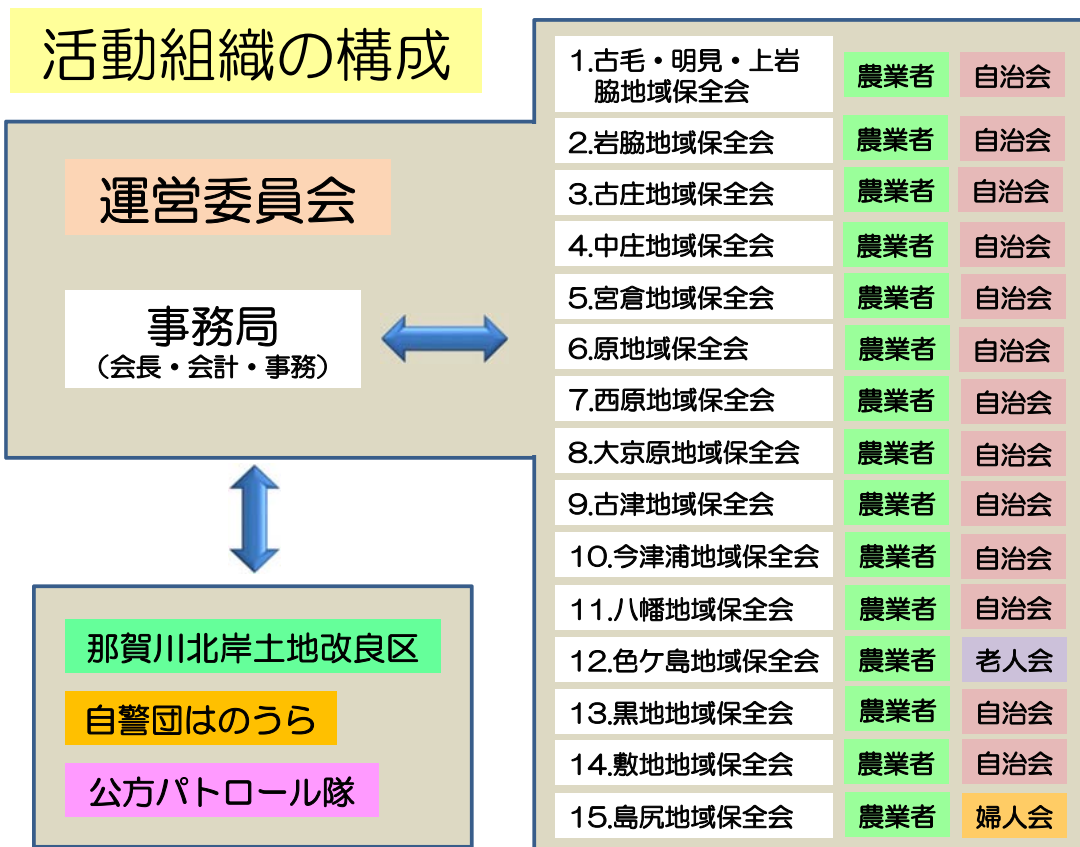 活動組織の構成
運営委員会
事務局
(会長・会計・事務)
那賀川北岸土地改良区
自警団はのうら
公方パトロール隊
1.古毛・明見・上岩
脇地域保全会 農業者 自治会
2.岩脇地域保全会 農業者 自治会
3.古庄地域保全会 農業者 自治会
4.中庄地域保全会 農業者 自治会
5.宮倉地域保全会 農業者 自治会
6.原地域保全会 農業者 自治会
7.西原地域保全会 農業者 自治会
8.大京原地域保全会 農業者 自治会
9.古津地域保全会 農業者 自治会
10.今津浦地域保全会 農業者 自治会
11.八幡地域保全会 農業者 自治会
12.色ケ島地域保全会 農業者 老人会
13.黒地地域保全会 農業者 自治会
14.敷地地域保全会 農業者 自治会
15.島尻地域保全会 農業者 婦人会